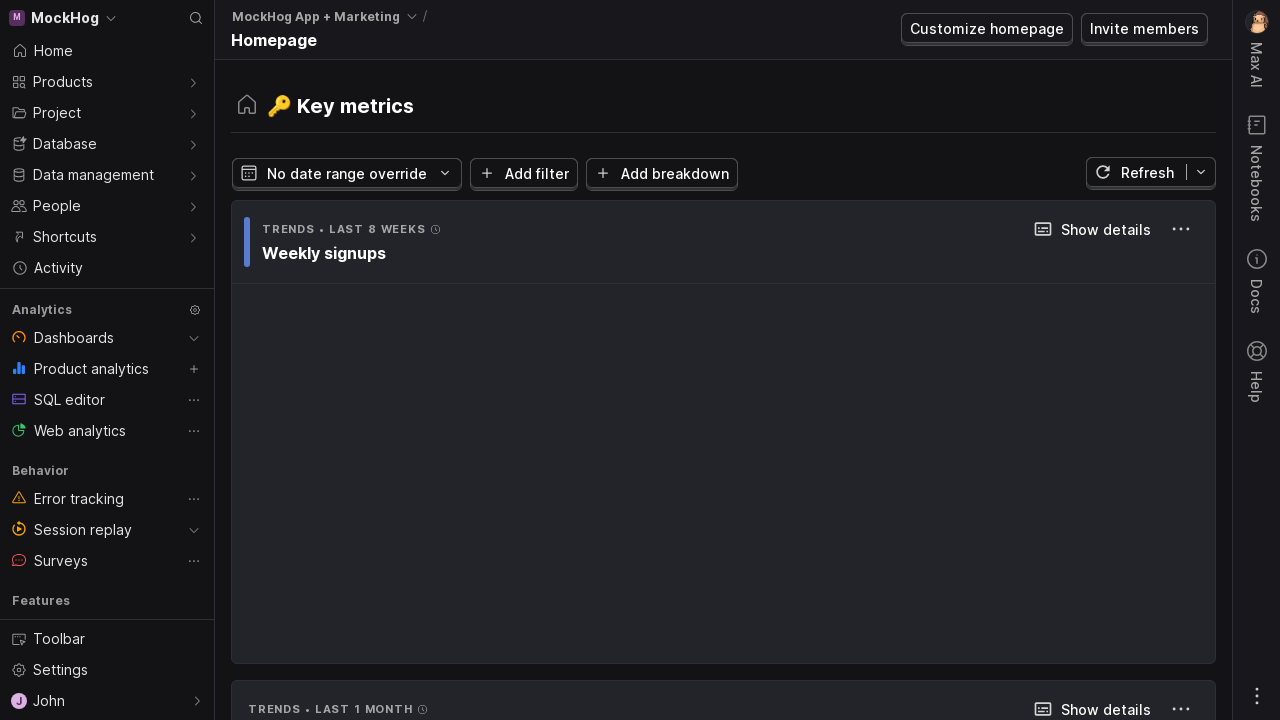 M MockHog
Home
Products
Project
Database
Data management
People
Shortcuts
Activity
Analytics
Dashboards
Product analytics
SQL editor
Web analytics
Behavior
Error tracking
Session replay
Surveys
Features
Toolbar
Settings
J John
MockHog App + Marketing /
Homepage
Customize homepage
Invite members
🔑 Key metrics
No date range override
Add filter
Add breakdown
Refresh
TRENDS • LAST 8 WEEKS
Show details
Weekly signups
TRENDS • LAST 1 MONTH
Show details
Max AI
Notebooks
Docs
Help